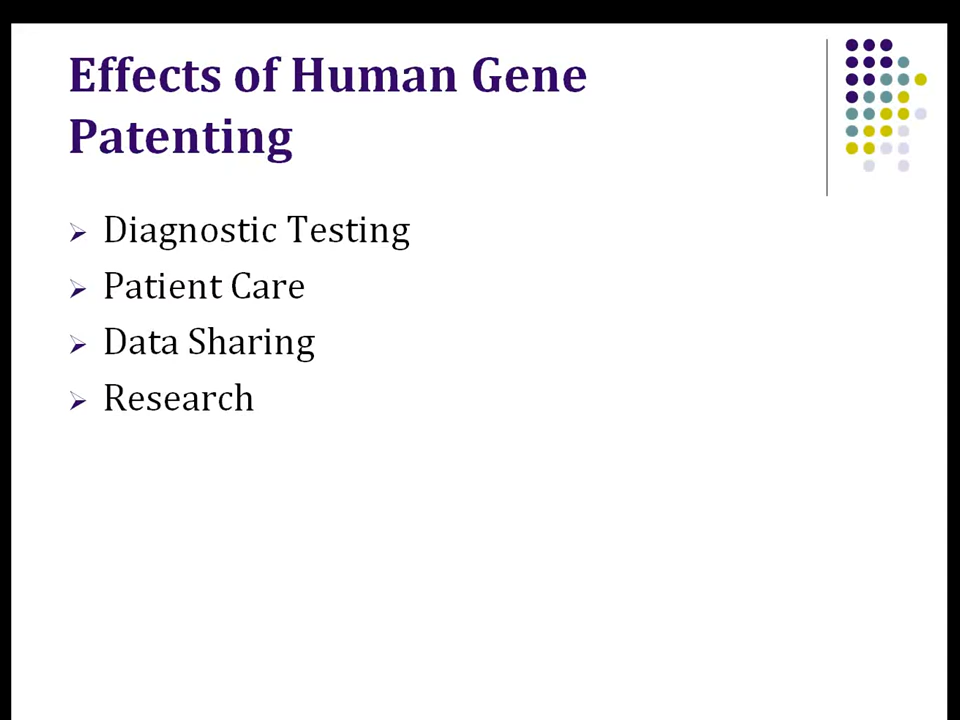 Effects of Human Gene
Patenting
Diagnostic Testing
Patient Care
Data Sharing
Research